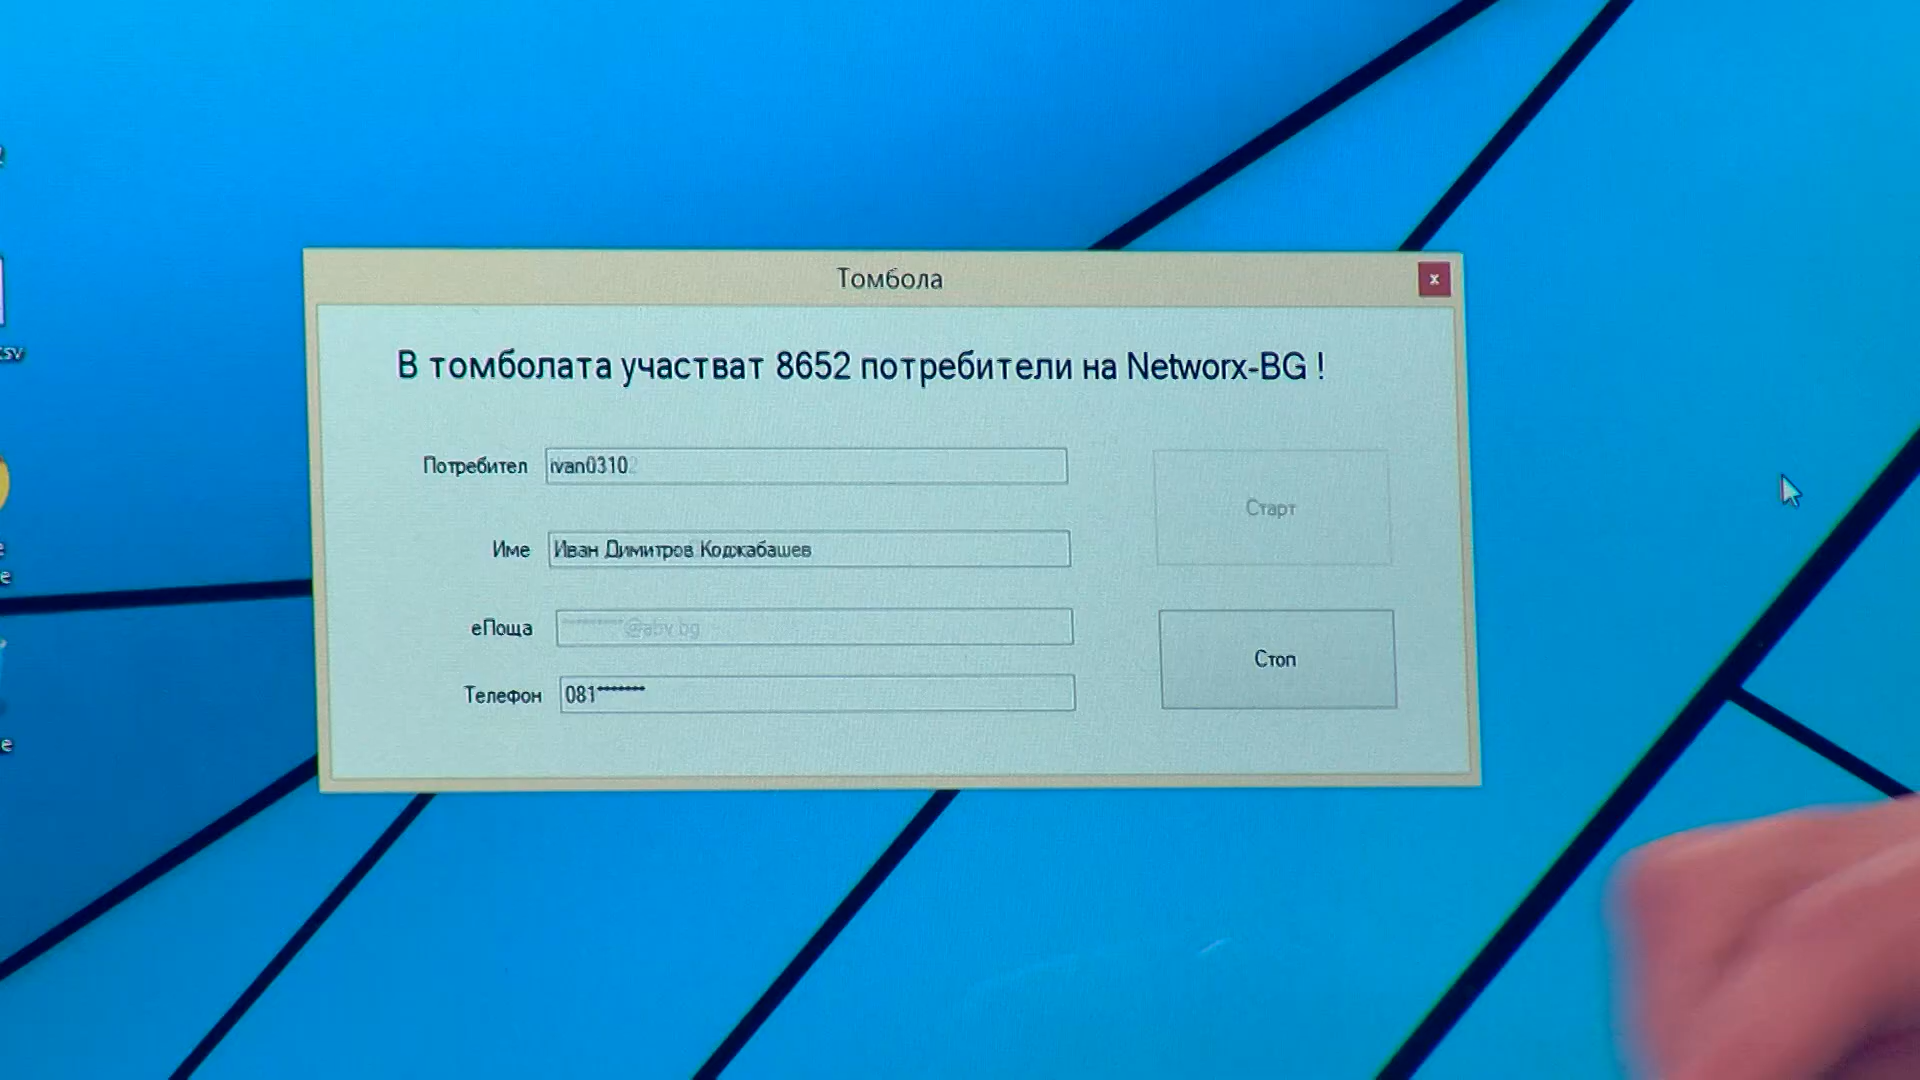 Томбола
x
В томболата участват 8652 потребители на Networx-BG !
Потребител ivan0310
Старт
Име Иван Димитров Коджабашев
еПоща ********@abv.bg
Стоп
Телефон 081*******